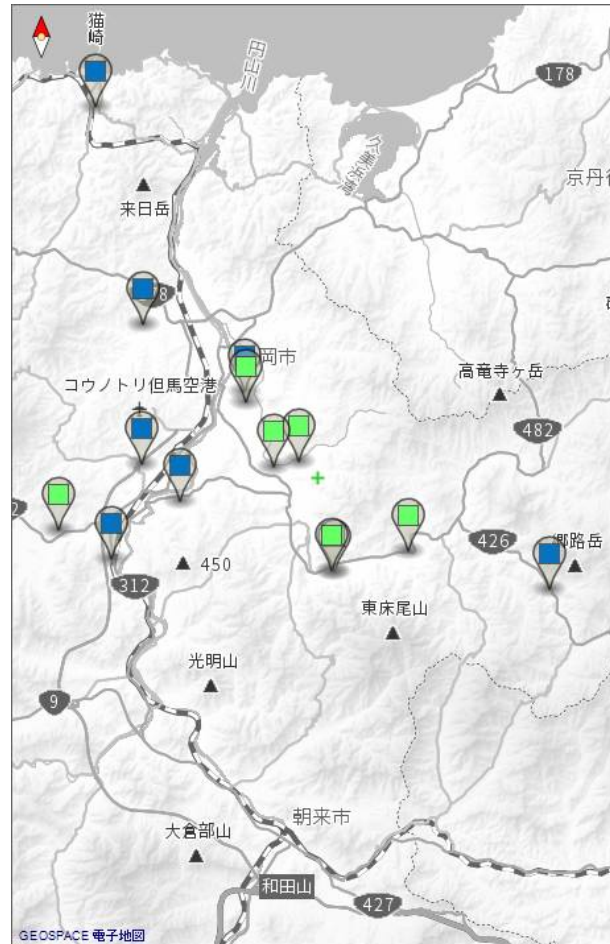 猫崎
円山川
178
久美浜湾
来日岳
京丹後
コウノトリ但馬空港
岡市
高竜寺ヶ岳
482
426
郷路岳
312
450
東床尾山
光明山
9
朝来市
大倉部山
和田山
427
GEOSPACE 電子地図